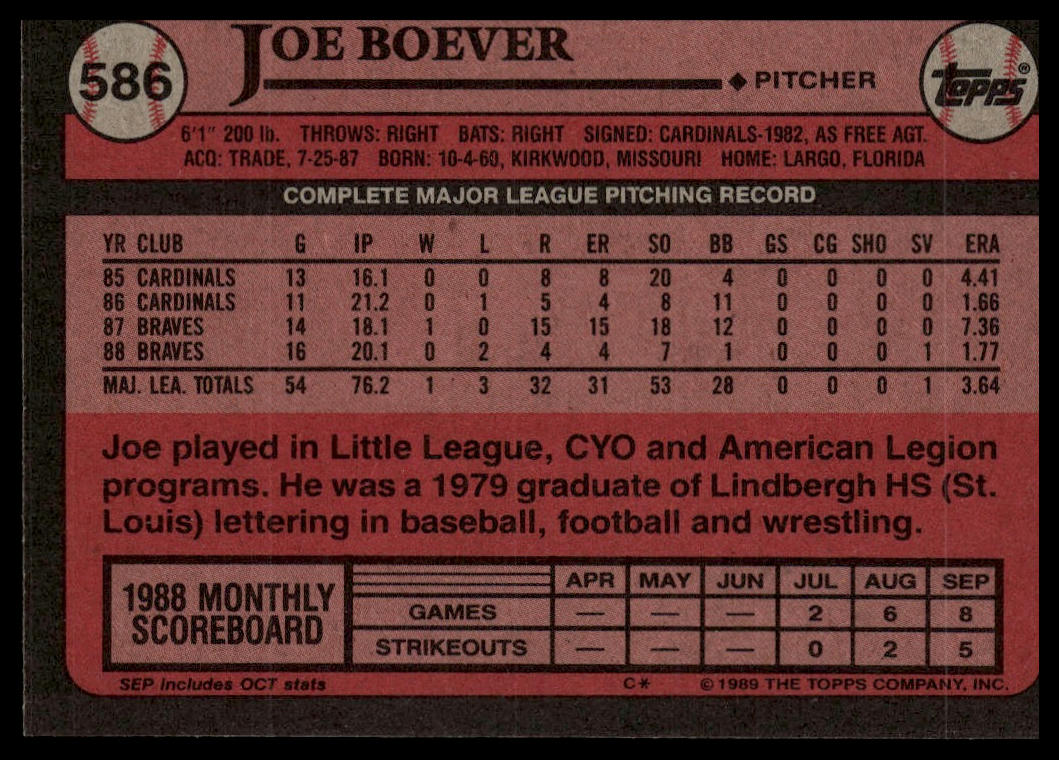 586 JOE BOEVER
PITCHER topps®
6'1" 200 lb. THROWS: RIGHT BATS: RIGHT SIGNED: CARDINALS-1982, AS FREE AGT.
ACQ: TRADE, 7-25-87 BORN: 10-4-60, KIRKWOOD, MISSOURI HOME: LARGO, FLORIDA
COMPLETE MAJOR LEAGUE PITCHING RECORD
YR CLUB G IP W L R ER SO BB GS CG SHO SV ERA
85 CARDINALS 13 16.1 0 0 8 8 20 4 0 0 0 0 4.41
86 CARDINALS 11 21.2 0 1 5 4 8 11 0 0 0 0 1.66
87 BRAVES 14 18.1 1 0 15 15 18 12 0 0 0 0 7.36
88 BRAVES 16 20.1 0 2 4 4 7 1 0 0 0 1 1.77
MAJ. LEA. TOTALS 54 76.2 1 3 32 31 53 28 0 0 0 1 3.64
Joe played in Little League, CYO and American Legion
programs. He was a 1979 graduate of Lindbergh HS (St.
Louis) lettering in baseball, football and wrestling.
1988 MONTHLY
SCOREBOARD
APR MAY JUN JUL AUG SEP
GAMES — — — 2 6 8
STRIKEOUTS — — — 0 2 5
SEP includes OCT stats C* © 1989 THE TOPPS COMPANY, INC.